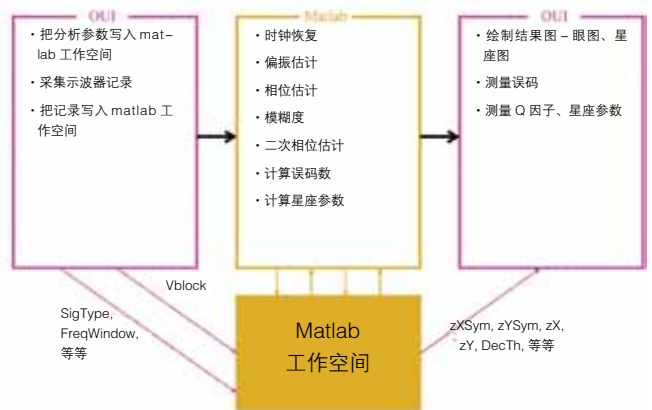 OUI
・把分析参数写入 mat-
lab 工作空间
・采集示波器记录
・把记录写入 matlab 工
作空间
Matlab
・时钟恢复
・偏振估计
・相位估计
・模糊度
・二次相位估计
・计算误码数
・计算星座参数
OUI
・绘制结果图 – 眼图、星
座图
・测量误码
・测量 Q 因子、星座参数
Vblock
SigType,
FreqWindow,
等等
Matlab
工作空间
zXSym, zYSym, zX,
zY, DecTh, 等等